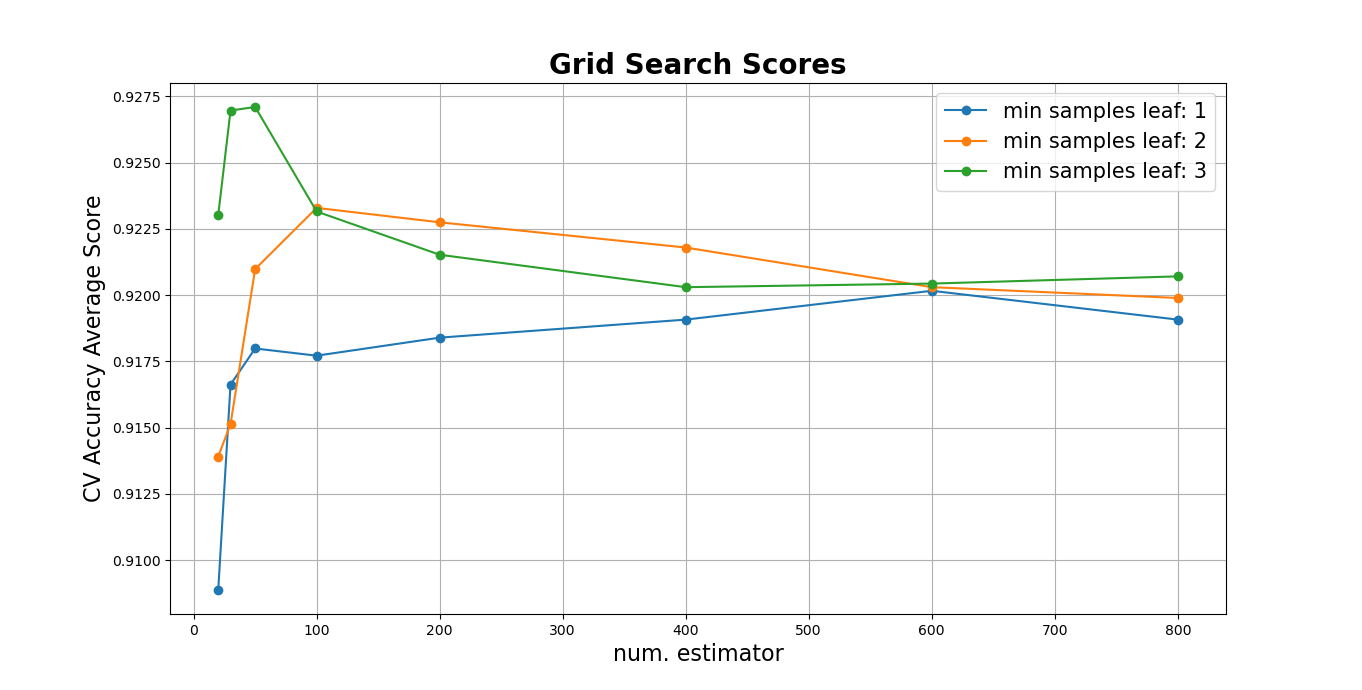 Grid Search Scores
0.9275
0.9250
0.9225
0.9200
0.9175
0.9150
0.9125
0.9100
CV Accuracy Average Score
min samples leaf: 1
min samples leaf: 2
min samples leaf: 3
0 100 200 300 400 500 600 700 800
num. estimator